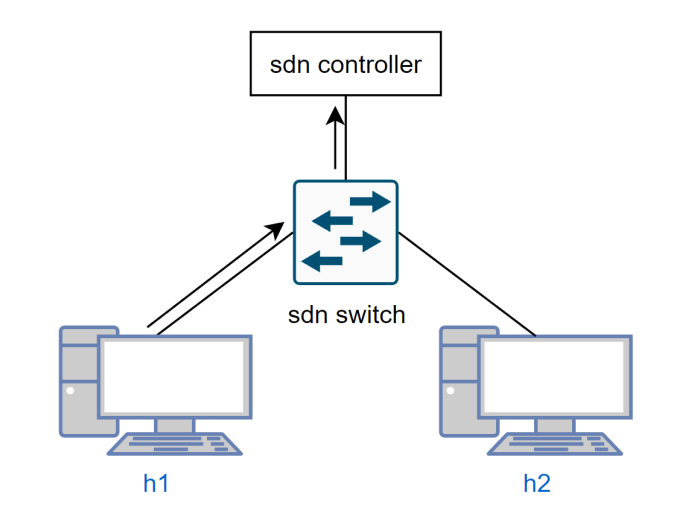 sdn controller
sdn switch
h1
h2